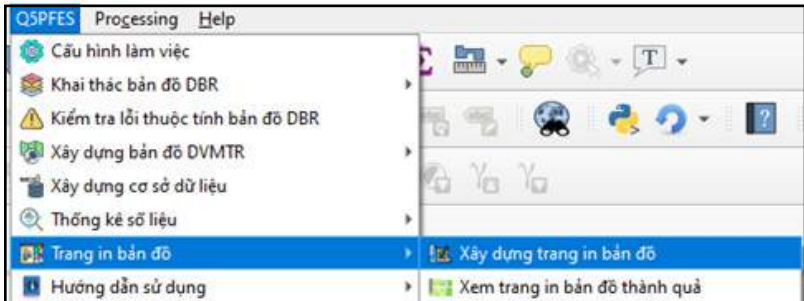 Q5PFES Processing Help
Cấu hình làm việc
Khai thác bản đồ DBR
Kiểm tra lỗi thuộc tính bản đồ DBR
Xây dựng bản đồ DVMTR
Xây dựng cơ sở dữ liệu
Thống kê số liệu
Trang in bản đồ
Xây dựng trang in bản đồ
Hướng dẫn sử dụng
Xem trang in bản đồ thành quả